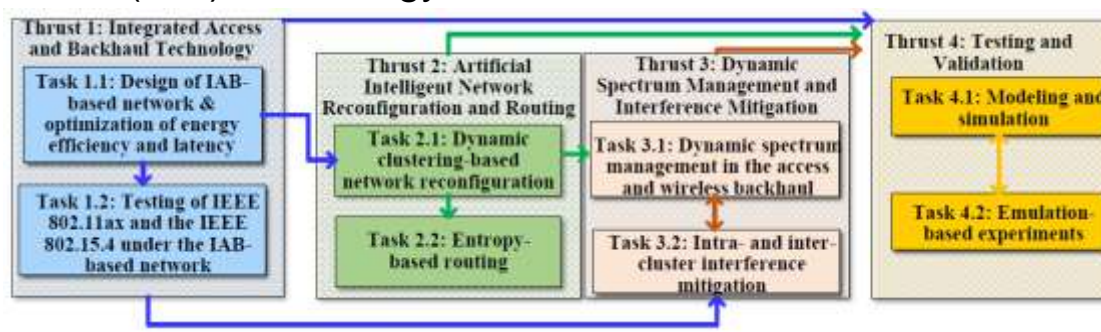 Thrust 1: Integrated Access
and Backhaul Technology
Task 1.1: Design of IAB-
based network &
optimization of energy
efficiency and latency
Task 1.2: Testing of IEEE
802.11ax and the IEEE
802.15.4 under the IAB-
based network
Thrust 2: Artificial
Intelligent Network
Reconfiguration and Routing
Task 2.1: Dynamic
clustering-based
network reconfiguration
Task 2.2: Entropy-
based routing
Thrust 3: Dynamic
Spectrum Management and
Interference Mitigation
Task 3.1: Dynamic spectrum
management in the access
and wireless backhaul
Task 3.2: Intra- and inter-
cluster interference
mitigation
Thrust 4: Testing and
Validation
Task 4.1: Modeling and
simulation
Task 4.2: Emulation-
based experiments